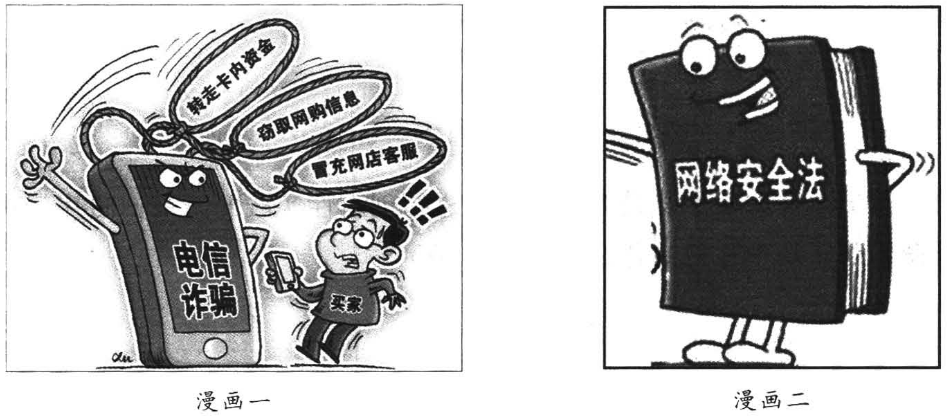 转走卡内资金
窃取网购信息
冒充网店客服
电信
诈骗
买家
网络安全法
漫画一
漫画二